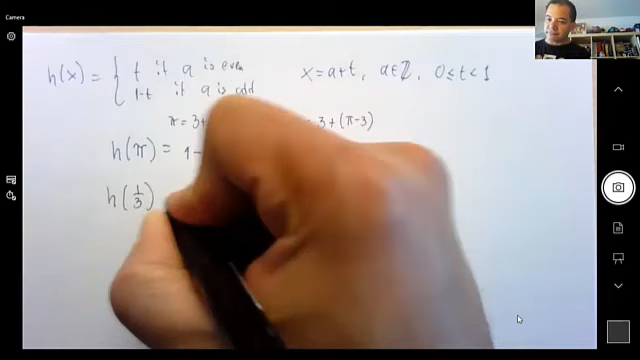 Camera
h(x) = { t if a is even
1-t if a is odd
x = a+t, a∈ℤ, 0 ≤ t < 1
π = 3+ = 3 + (π-3)
h(π) = 1-
h(1/3)